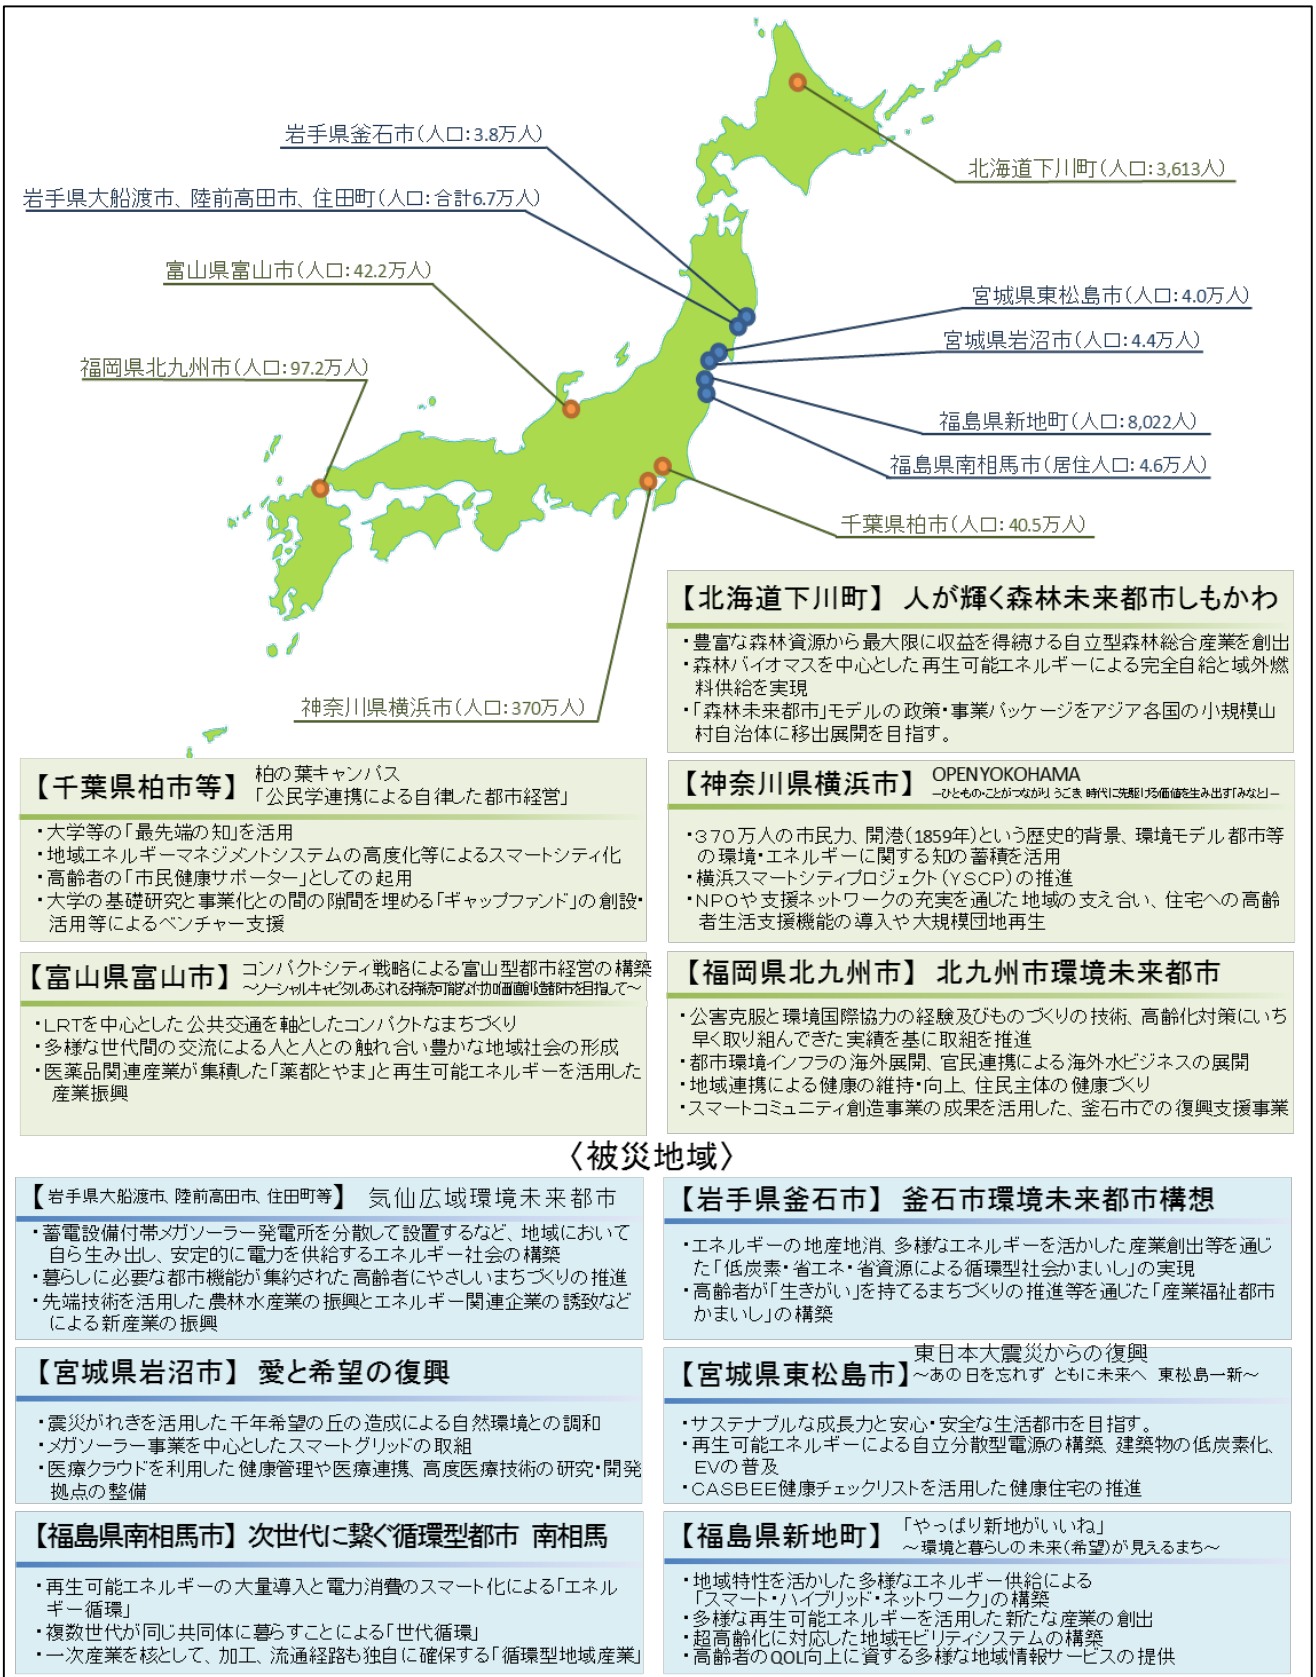 岩手県釜石市(人口:3.8万人)
北海道下川町(人口:3,613人)
岩手県大船渡市、陸前高田市、住田町(人口:合計6.7万人)
富山県富山市(人口:42.2万人)
宮城県東松島市(人口:4.0万人)
宮城県岩沼市(人口:4.4万人)
福岡県北九州市(人口:97.2万人)
福島県新地町(人口:8,022人)
福島県南相馬市(居住人口:4.6万人)
千葉県柏市(人口:40.5万人)
神奈川県横浜市(人口:370万人)
【北海道下川町】 人が輝く森林未来都市しもかわ
・豊富な森林資源から最大限に収益を得続ける自立型森林総合産業を創出
・森林バイオマスを中心とした再生可能エネルギーによる完全自給と域外燃
料供給を実現
・「森林未来都市」モデルの政策・事業パッケージをアジア各国の小規模山
村自治体に移出展開を目指す。
【千葉県柏市等】 柏の葉キャンパス
「公民学連携による自律した都市経営」
・大学等の「最先端の知」を活用
・地域エネルギーマネジメントシステムの高度化等によるスマートシティ化
・高齢者の「市民健康サポーター」としての起用
・大学の基礎研究と事業化との間の隙間を埋める「ギャップファンド」の創設・
活用等によるベンチャー支援
【神奈川県横浜市】 OPENYOKOHAMA
―ひと・もの・ことがつながり、うごき、時代に先駆ける価値を生み出す「みなと」―
・370万人の市民力、開港(1859年)という歴史的背景、環境モデル都市等
の環境・エネルギーに関する知の蓄積を活用
・横浜スマートシティプロジェクト(YSCP)の推進
・NPOや支援ネットワークの充実を通じた地域の支え合い、住宅への高齢
者生活支援機能の導入や大規模団地再生
【富山県富山市】 コンパクトシティ戦略による富山型都市経営の構築
～ソーシャルキャピタルあふれる持続可能な付加価値創造都市を目指して～
・LRTを中心とした公共交通を軸としたコンパクトなまちづくり
・多様な世代間の交流による人と人との触れ合い豊かな地域社会の形成
・医薬品関連産業が集積した「薬都とやま」と再生可能エネルギーを活用した
産業振興
【福岡県北九州市】 北九州市環境未来都市
・公害克服と環境国際協力の経験及びものづくりの技術、高齢化対策にいち
早く取り組んできた実績を基に取組を推進
・都市環境インフラの海外展開、官民連携による海外水ビジネスの展開
・地域連携による健康の維持・向上、住民主体の健康づくり
・スマートコミュニティ創造事業の成果を活用した、釜石市での復興支援事業
〈被災地域〉
【岩手県大船渡市、陸前高田市、住田町等】 気仙広域環境未来都市
・蓄電設備付帯メガソーラー発電所を分散して設置するなど、地域において
自ら生み出し、安定的に電力を供給するエネルギー社会の構築
・暮らしに必要な都市機能が集約された高齢者にやさしいまちづくりの推進
・先端技術を活用した農林水産業の振興とエネルギー関連企業の誘致など
による新産業の振興
【岩手県釜石市】 釜石市環境未来都市構想
・エネルギーの地産地消、多様なエネルギーを活かした産業創出等を通じ
た「低炭素・省エネ・省資源による循環型社会かまいし」の実現
・高齢者が「生きがい」を持てるまちづくりの推進等を通じた「産業福祉都市
かまいし」の構築
【宮城県岩沼市】 愛と希望の復興
・震災がれきを活用した千年希望の丘の造成による自然環境との調和
・メガソーラー事業を中心としたスマートグリッドの取組
・医療クラウドを利用した健康管理や医療連携、高度医療技術の研究・開発
拠点の整備
【宮城県東松島市】 東日本大震災からの復興
～あの日を忘れず ともに未来へ 東松島一新～
・サステナブルな成長力と安心・安全な生活都市を目指す。
・再生可能エネルギーによる自立分散型電源の構築、建築物の低炭素化、
EVの普及
・CASBEE健康チェックリストを活用した健康住宅の推進
【福島県南相馬市】 次世代に繋ぐ循環型都市 南相馬
・再生可能エネルギーの大量導入と電力消費のスマート化による「エネル
ギー循環」
・複数世代が同じ共同体に暮らすことによる「世代循環」
・一次産業を核として、加工、流通経路も独自に確保する「循環型地域産業」
【福島県新地町】 「やっぱり新地がいいね」
～環境と暮らしの未来(希望)が見えるまち～
・地域特性を活かした多様なエネルギー供給による
「スマート・ハイブリッド・ネットワーク」の構築
・多様な再生可能エネルギーを活用した新たな産業の創出
・超高齢化に対応した地域モビリティシステムの構築
・高齢者のQOL向上に資する多様な地域情報サービスの提供